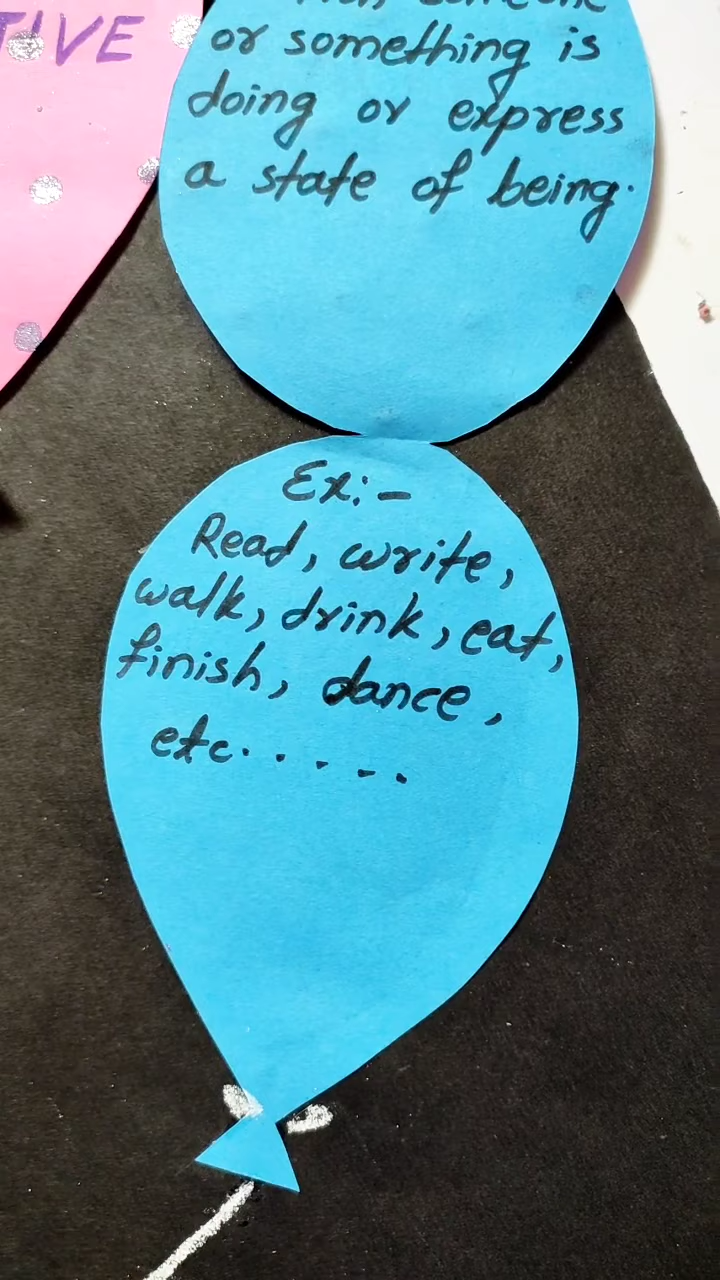 TIVE
someone
or something is
doing or express
a state of being.
Ex:-
Read, write,
walk, drink, eat,
finish, dance,
etc. . . . . .